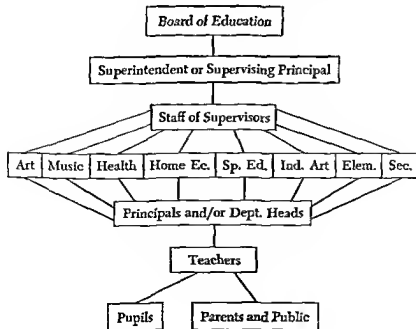 Board of Education
Superintendent or Supervising Principal
Staff of Supervisors
Art Music Health Home Ec. Sp. Ed. Ind. Art Elem. Sec.
Principals and/or Dept. Heads
Teachers
Pupils Parents and Public